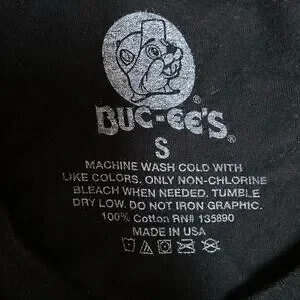 BUC-EE'S®
S
MACHINE WASH COLD WITH
LIKE COLORS. ONLY NON-CHLORINE
BLEACH WHEN NEEDED. TUMBLE
DRY LOW. DO NOT IRON GRAPHIC.
100% Cotton RN# 135890
MADE IN USA